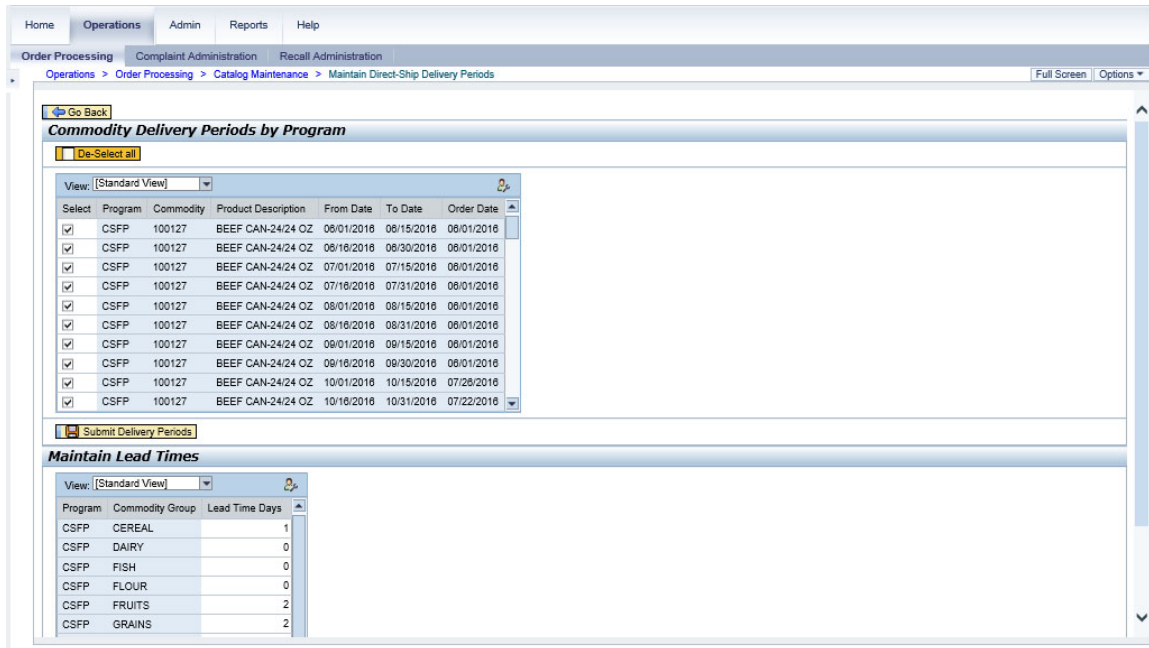 Home Operations Admin Reports Help
Order Processing Complaint Administration Recall Administration
Operations > Order Processing > Catalog Maintenance > Maintain Direct-Ship Delivery Periods Full Screen Options
Go Back
Commodity Delivery Periods by Program
De-Select all
View: [Standard View]
Select Program Commodity Product Description From Date To Date Order Date
CSFP 100127 BEEF CAN-24/24 OZ 06/01/2016 06/15/2016 06/01/2016
CSFP 100127 BEEF CAN-24/24 OZ 06/16/2016 06/30/2016 06/01/2016
CSFP 100127 BEEF CAN-24/24 OZ 07/01/2016 07/15/2016 06/01/2016
CSFP 100127 BEEF CAN-24/24 OZ 07/16/2016 07/31/2016 06/01/2016
CSFP 100127 BEEF CAN-24/24 OZ 08/01/2016 08/15/2016 06/01/2016
CSFP 100127 BEEF CAN-24/24 OZ 08/16/2016 08/31/2016 06/01/2016
CSFP 100127 BEEF CAN-24/24 OZ 09/01/2016 09/15/2016 06/01/2016
CSFP 100127 BEEF CAN-24/24 OZ 09/16/2016 09/30/2016 06/01/2016
CSFP 100127 BEEF CAN-24/24 OZ 10/01/2016 10/15/2016 07/26/2016
CSFP 100127 BEEF CAN-24/24 OZ 10/16/2016 10/31/2016 07/22/2016
Submit Delivery Periods
Maintain Lead Times
View: [Standard View]
Program Commodity Group Lead Time Days
CSFP CEREAL 1
CSFP DAIRY 0
CSFP FISH 0
CSFP FLOUR 0
CSFP FRUITS 2
CSFP GRAINS 2